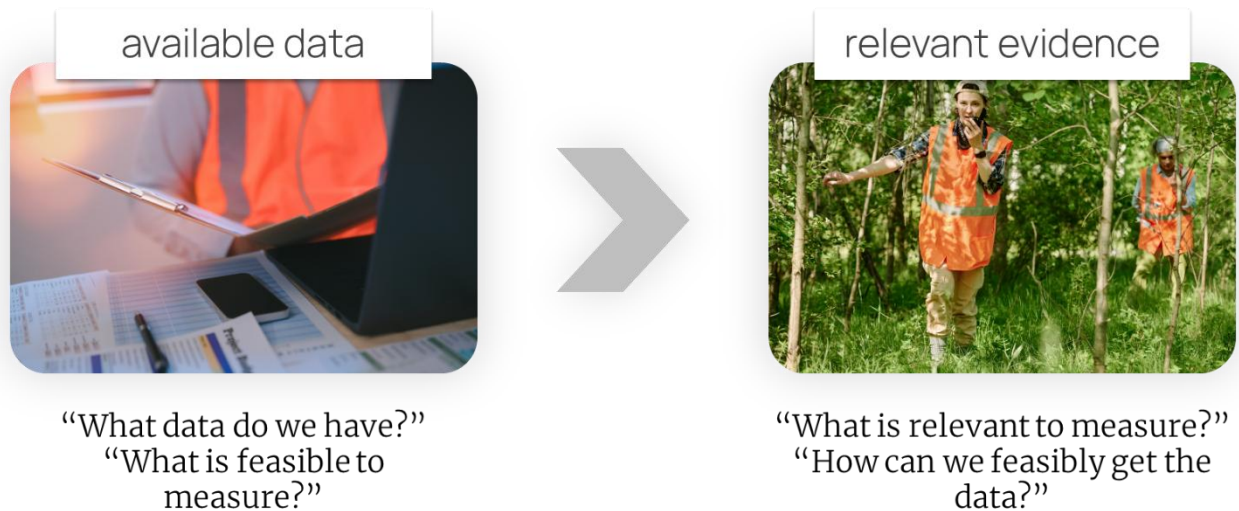 available data
relevant evidence
“What data do we have?”
“What is feasible to
measure?”
“What is relevant to measure?”
“How can we feasibly get the
data?”